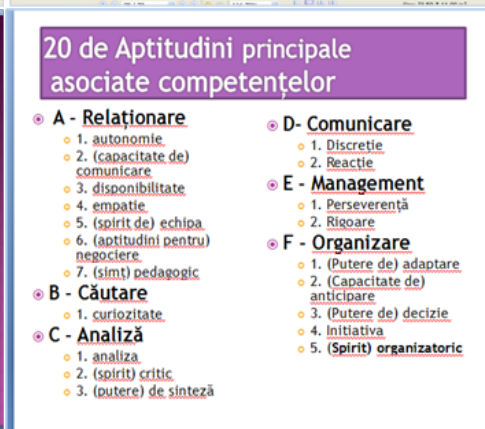 20 de Aptitudini principale
asociate competențelor
A - Relaționare
1. autonomie
2. (capacitate de)
comunicare
3. disponibilitate
4. empatie
5. (spirit de) echipa
6. (aptitudini pentru)
negociere
7. (simț) pedagogic
B - Căutare
1. curiozitate
C - Analiză
1. analiza
2. (spirit) critic
3. (putere) de sinteză
D- Comunicare
1. Discreție
2. Reacție
E - Management
1. Perseverență
2. Rigoare
F - Organizare
1. (Putere de) adaptare
2. (Capacitate de)
anticipare
3. (Putere de) decizie
4. Initiativa
5. (Spirit) organizatoric